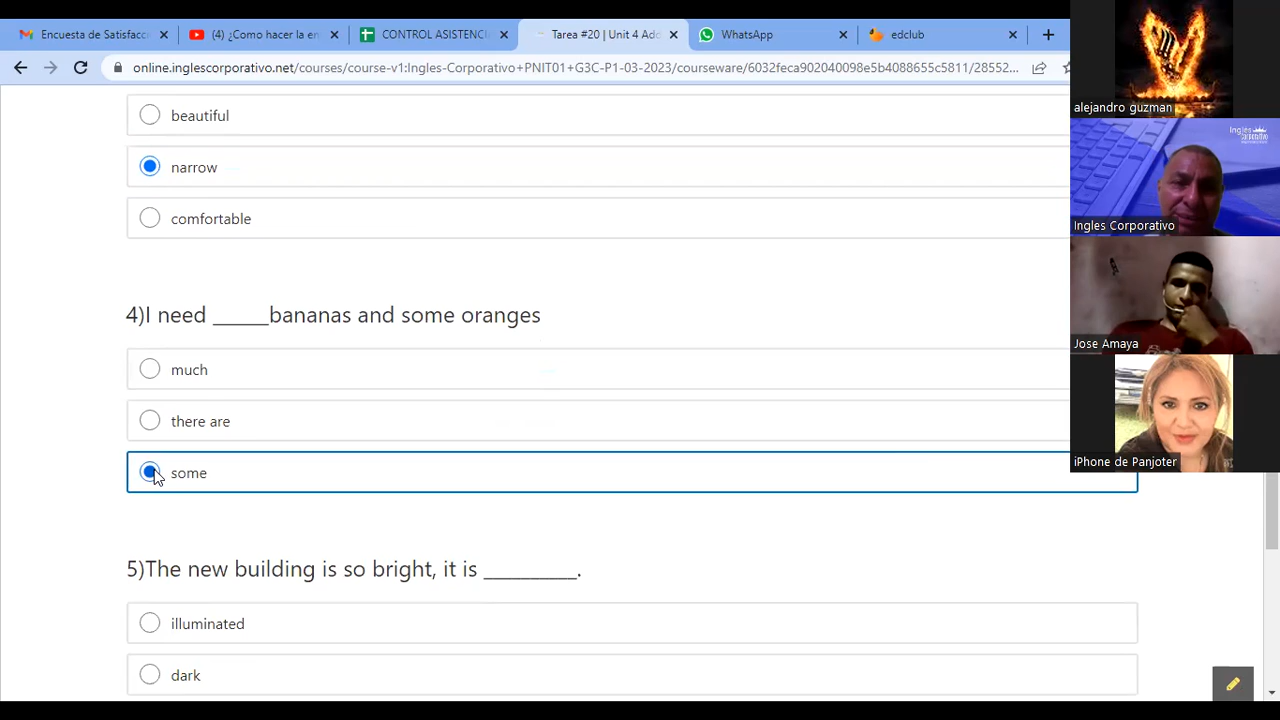 Encuesta de Satisfacc
(4) ¿Como hacer la en
CONTROL ASISTENCI
Tarea #20 | Unit 4 Add
WhatsApp
edclub
online.inglescorporativo.net/courses/course-v1:Ingles-Corporativo+PNIT01+G3C-P1-03-2023/courseware/6032feca902040098e5b4088655c5811/28552...
beautiful
narrow
comfortable
4)I need ______bananas and some oranges
much
there are
some
5)The new building is so bright, it is __________.
illuminated
dark
alejandro guzman
Ingles Corporativo
Jose Amaya
iPhone de Panjoter